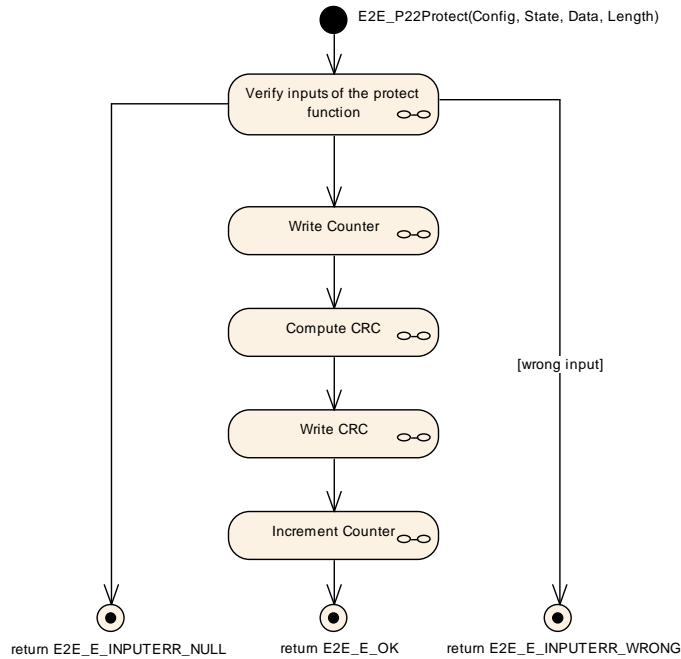 E2E_P22Protect(Config, State, Data, Length)
Verify inputs of the protect
function
Write Counter
Compute CRC
[wrong input]
Write CRC
Increment Counter
return E2E_E_INPUTERR_NULL
return E2E_E_OK
return E2E_E_INPUTERR_WRONG